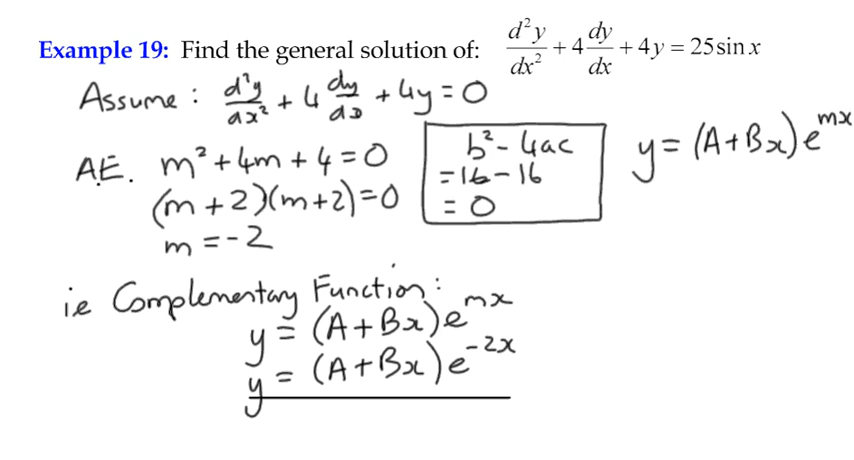 Example 19: Find the general solution of: d²y/dx² + 4 dy/dx + 4y = 25 sin x
Assume : d²y/dx² + 4 dy/dx + 4y = 0
A.E. m² + 4m + 4 = 0
(m + 2)(m + 2) = 0
m = -2
b² - 4ac
= 16 - 16
= 0
y = (A + Bx) e^mx
ie Complementary Function :
y = (A + Bx) e^mx
y = (A + Bx) e^-2x